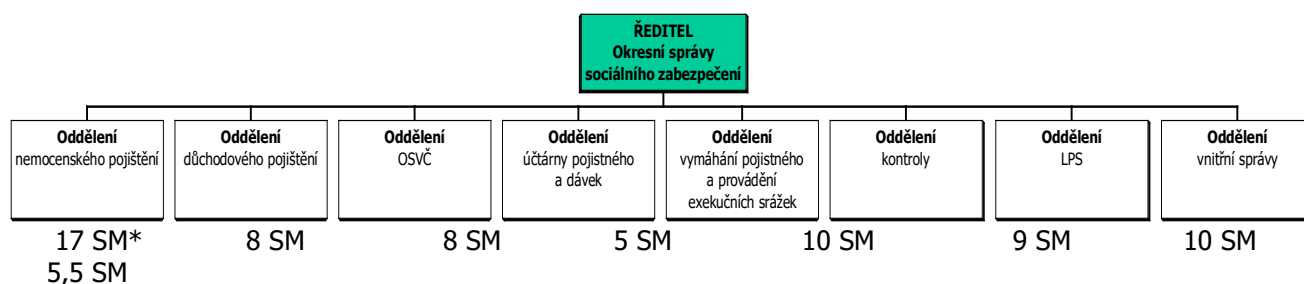 ŘEDITEL
Okresní správy
sociálního zabezpečení
Oddělení
nemocenského pojištění
Oddělení
důchodového pojištění
Oddělení
OSVČ
Oddělení
účtárny pojistného
a dávek
Oddělení
vymáhání pojistného
a provádění
exekučních srážek
Oddělení
kontroly
Oddělení
LPS
Oddělení
vnitřní správy
17 SM*
5,5 SM
8 SM
8 SM
5 SM
10 SM
9 SM
10 SM